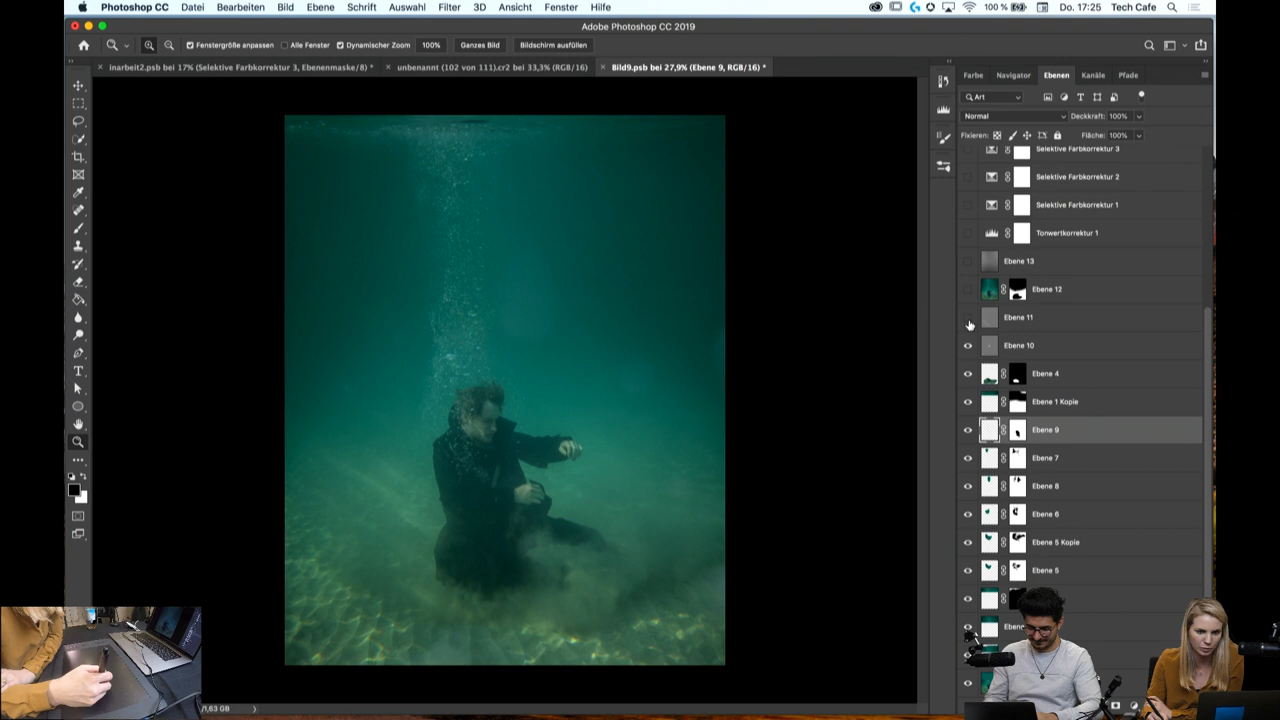 Photoshop CC Datei Bearbeiten Bild Ebene Schrift Auswahl Filter 3D Ansicht Fenster Hilfe 100 % Do. 17:25 Tech Cafe
Adobe Photoshop CC 2019
Fenstergröße anpassen Alle Fenster Dynamischer Zoom 100% Ganzes Bild Bildschirm ausfüllen
inarbeit2.psb bei 17% (Selektive Farbkorrektur 3, Ebenenmaske/8) * unbenannt (102 von 111).cr2 bei 33,3% (RGB/16) Bild9.psb bei 27,9% (Ebene 9, RGB/16) *
Farbe Navigator Ebenen Kanäle Pfade
Art
Normal Deckkraft: 100%
Fixieren: Fläche: 100%
Selektive Farbkorrektur 3
Selektive Farbkorrektur 2
Selektive Farbkorrektur 1
Tonwertkorrektur 1
Ebene 13
Ebene 12
Ebene 11
Ebene 10
Ebene 4
Ebene 1 Kopie
Ebene 9
Ebene 7
Ebene 8
Ebene 6
Ebene 5 Kopie
Ebene 5
Ebene
/1,63 GB